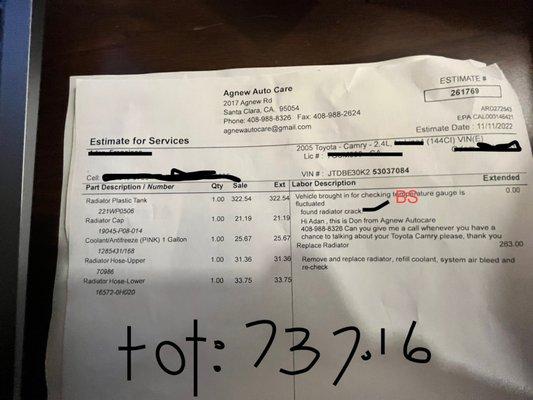 Agnew Auto Care
2017 Agnew Rd
Santa Clara, CA. 95054
Phone: 408-988-8326 Fax: 408-988-2624
agnewautocare@gmail.com
ESTIMATE #
261769
ARD272543
EPA CAL000146421
Estimate Date : 11/11/2022
Estimate for Services
2005 Toyota - Camry - 2.4L, (144CI) VIN(E)
Lic # :
Cell:
VIN # : JTDBE30K2 53037084
Part Description / Number Qty Sale Ext Labor Description Extended
Radiator Plastic Tank 1.00 322.54 322.54 Vehicle brought in for checking temperature gauge is 0.00
221WP0506 fluctuated
BS
found radiator crack
Radiator Cap 1.00 21.19 21.19
19045-P08-014 Hi Adan , this is Don from Agnew Autocare
Coolant/Antifreeze (PINK) 1 Gallon 1.00 25.67 25.67 408-988-8326 Can you give me a call whenever you have a
chance to talking about your Toyota Camry please, thank you
1285431/168 Replace Radiator 263.00
Radiator Hose-Upper 1.00 31.36 31.36
70986 Remove and replace radiator, refill coolant, system air bleed and
Radiator Hose-Lower 1.00 33.75 33.75 re-check
16572-0H020
tot: 737.16